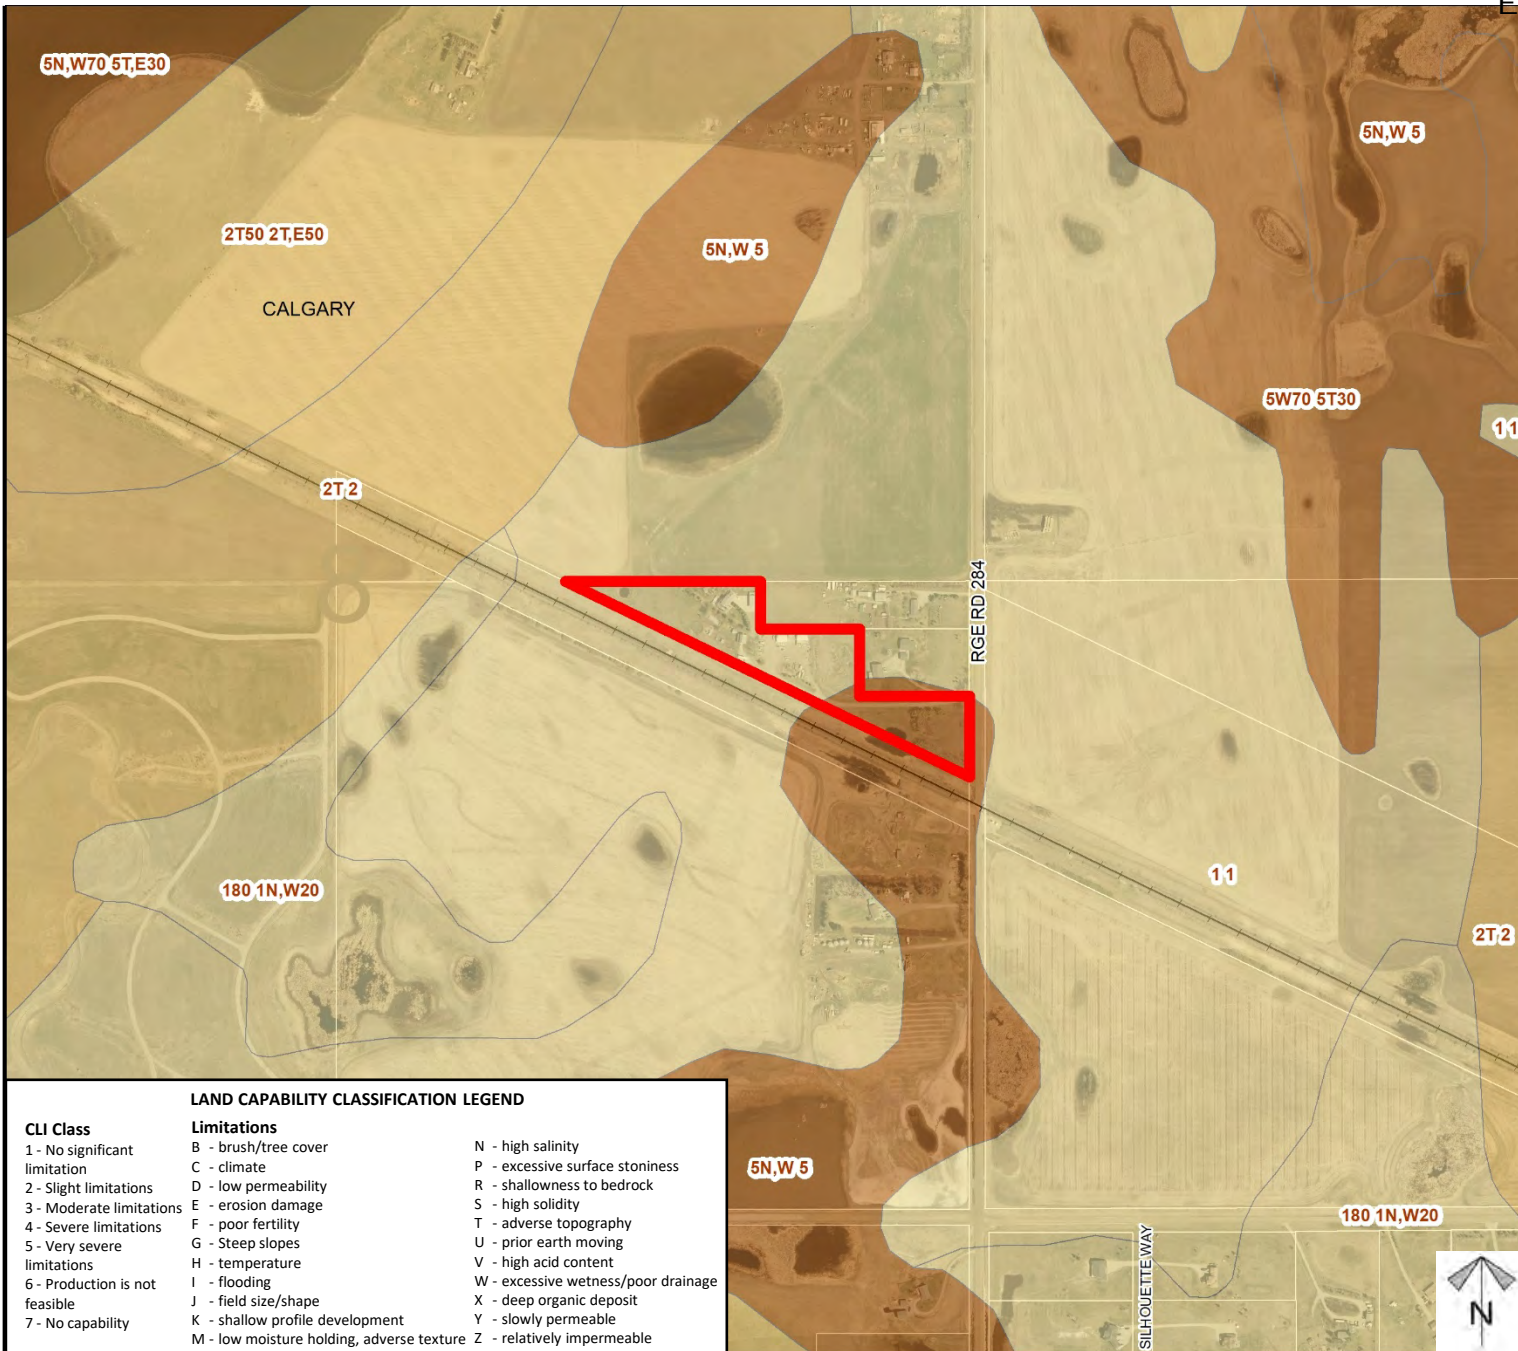 E
5N,W70 5T,E30
5N,W 5
2T50 2T,E50
5N,W 5
CALGARY
5W70 5T30
1 1
2T 2
RGE RD 284
1 1
180 1N,W20
2T 2
5N,W 5
180 1N,W20
SILHOUETTE WAY
N
LAND CAPABILITY CLASSIFICATION LEGEND
CLI Class
1 - No significant
limitation
2 - Slight limitations
3 - Moderate limitations
4 - Severe limitations
5 - Very severe
limitations
6 - Production is not
feasible
7 - No capability
Limitations
B - brush/tree cover
C - climate
D - low permeability
E - erosion damage
F - poor fertility
G - Steep slopes
H - temperature
I - flooding
J - field size/shape
K - shallow profile development
M - low moisture holding, adverse texture
N - high salinity
P - excessive surface stoniness
R - shallowness to bedrock
S - high solidity
T - adverse topography
U - prior earth moving
V - high acid content
W - excessive wetness/poor drainage
X - deep organic deposit
Y - slowly permeable
Z - relatively impermeable